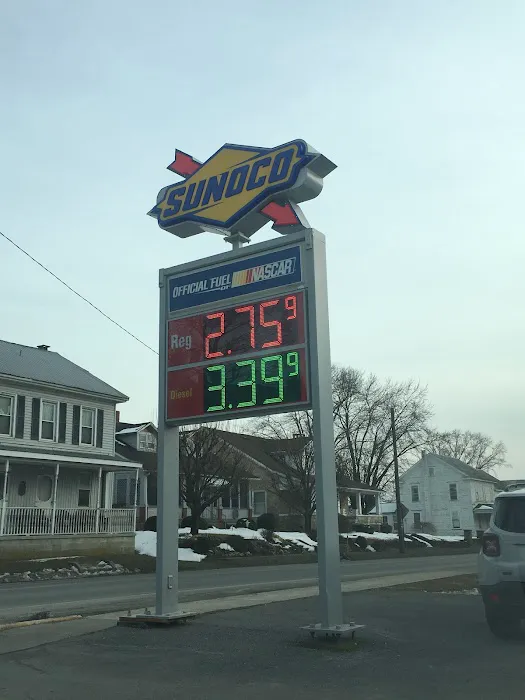 SUNOCO
OFFICIAL FUEL OF NASCAR
Reg 2.75 9
Diesel 3.39 9